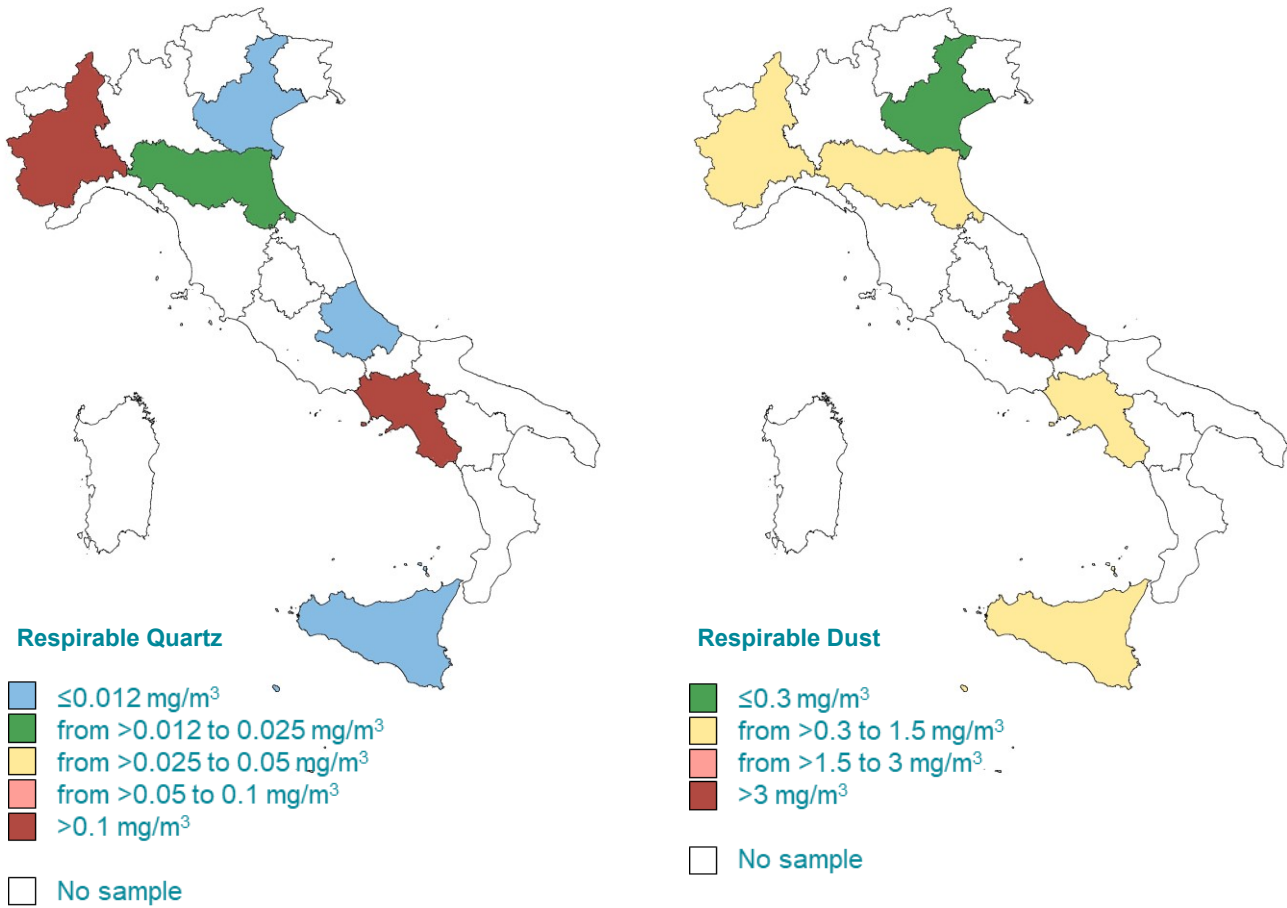 Respirable Quartz
≤0.012 mg/m³
from >0.012 to 0.025 mg/m³
from >0.025 to 0.05 mg/m³
from >0.05 to 0.1 mg/m³
>0.1 mg/m³
No sample
Respirable Dust
≤0.3 mg/m³
from >0.3 to 1.5 mg/m³
from >1.5 to 3 mg/m³
>3 mg/m³
No sample